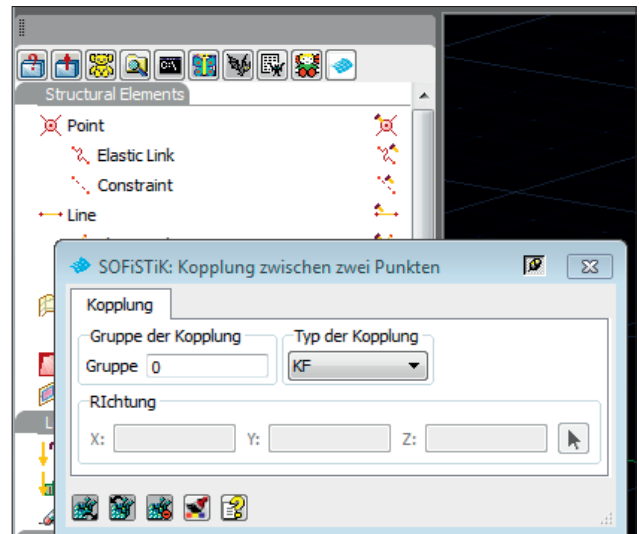 Structural Elements
Point
Elastic Link
Constraint
Line
SOFiSTiK: Kopplung zwischen zwei Punkten
Kopplung
Gruppe der Kopplung Typ der Kopplung
Gruppe 0 KF
RIchtung
X: Y: Z: